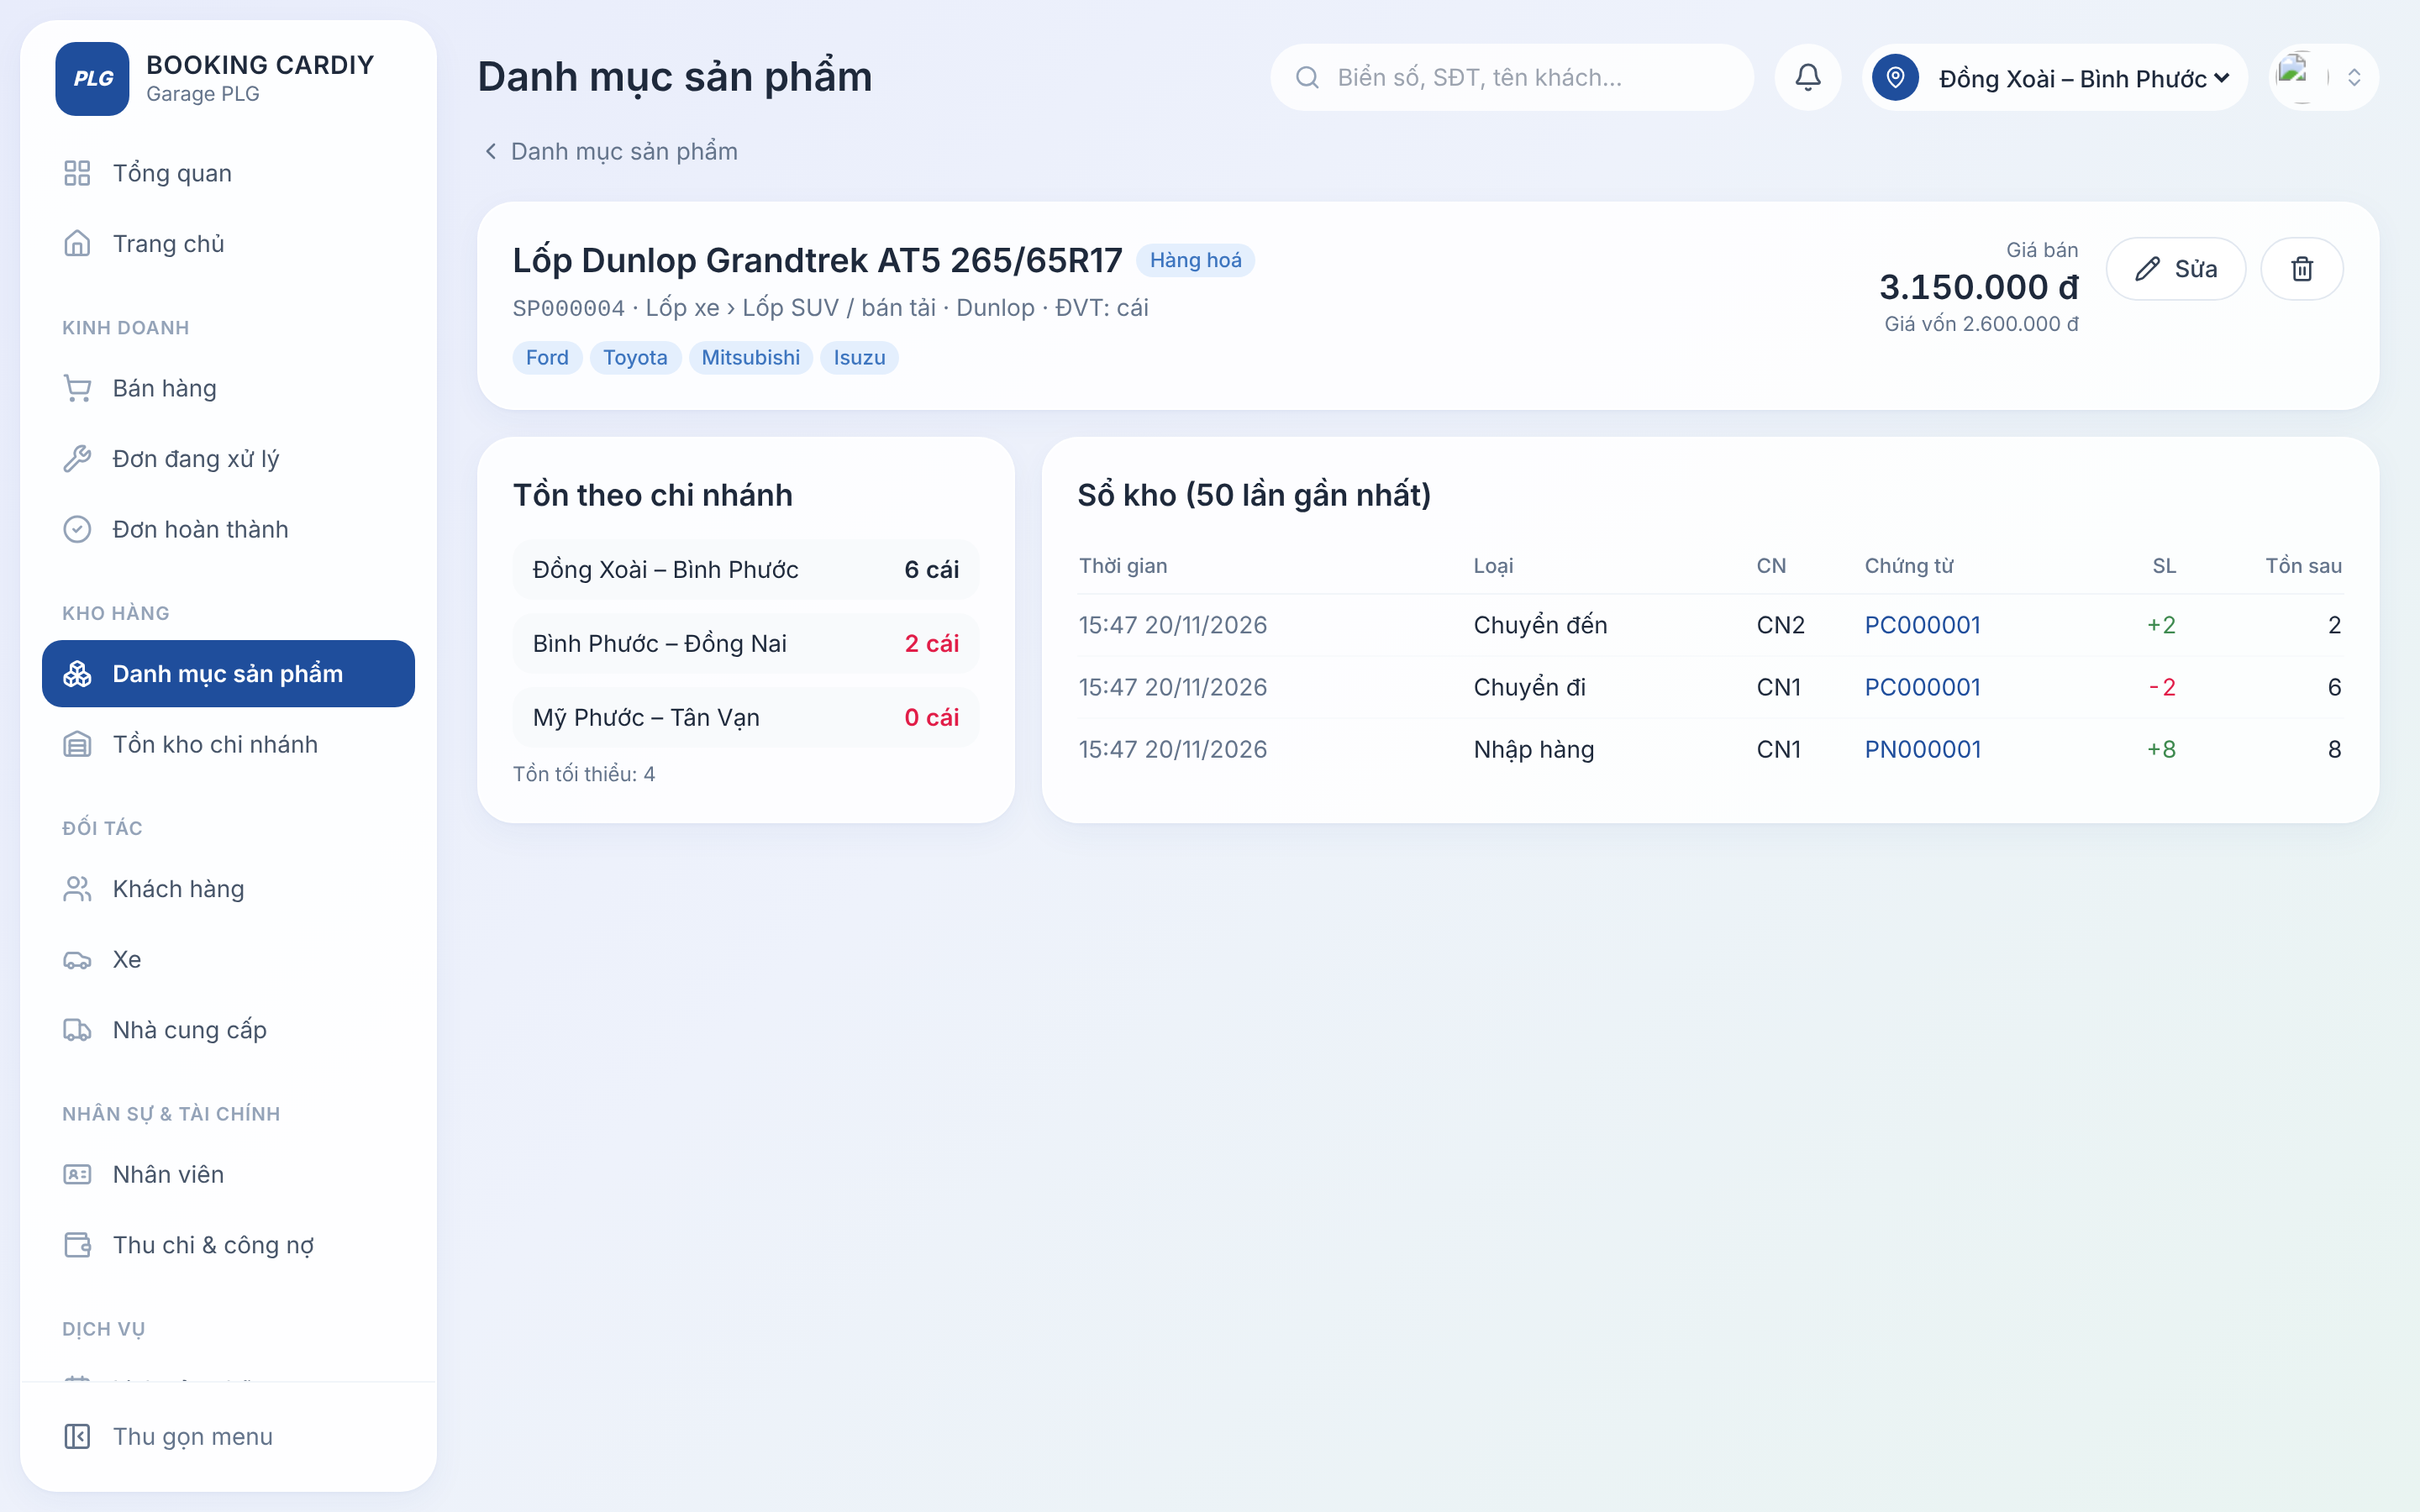 PLG
BOOKING CARDIY
Garage PLG
Tổng quan
Trang chủ
KINH DOANH
Bán hàng
Đơn đang xử lý
Đơn hoàn thành
KHO HÀNG
Danh mục sản phẩm
Tồn kho chi nhánh
ĐỐI TÁC
Khách hàng
Xe
Nhà cung cấp
NHÂN SỰ & TÀI CHÍNH
Nhân viên
Thu chi & công nợ
DỊCH VỤ
Thu gọn menu
Danh mục sản phẩm
Biển số, SĐT, tên khách...
Đồng Xoài – Bình Phước
Danh mục sản phẩm
Lốp Dunlop Grandtrek AT5 265/65R17 Hàng hoá
SP000004 · Lốp xe › Lốp SUV / bán tải · Dunlop · ĐVT: cái
Ford Toyota Mitsubishi Isuzu
Giá bán
3.150.000 đ
Giá vốn 2.600.000 đ
Sửa
Tồn theo chi nhánh
Đồng Xoài – Bình Phước 6 cái
Bình Phước – Đồng Nai 2 cái
Mỹ Phước – Tân Vạn 0 cái
Tồn tối thiểu: 4
Sổ kho (50 lần gần nhất)
Thời gian Loại CN Chứng từ SL Tồn sau
15:47 20/11/2026 Chuyển đến CN2 PC000001 +2 2
15:47 20/11/2026 Chuyển đi CN1 PC000001 -2 6
15:47 20/11/2026 Nhập hàng CN1 PN000001 +8 8